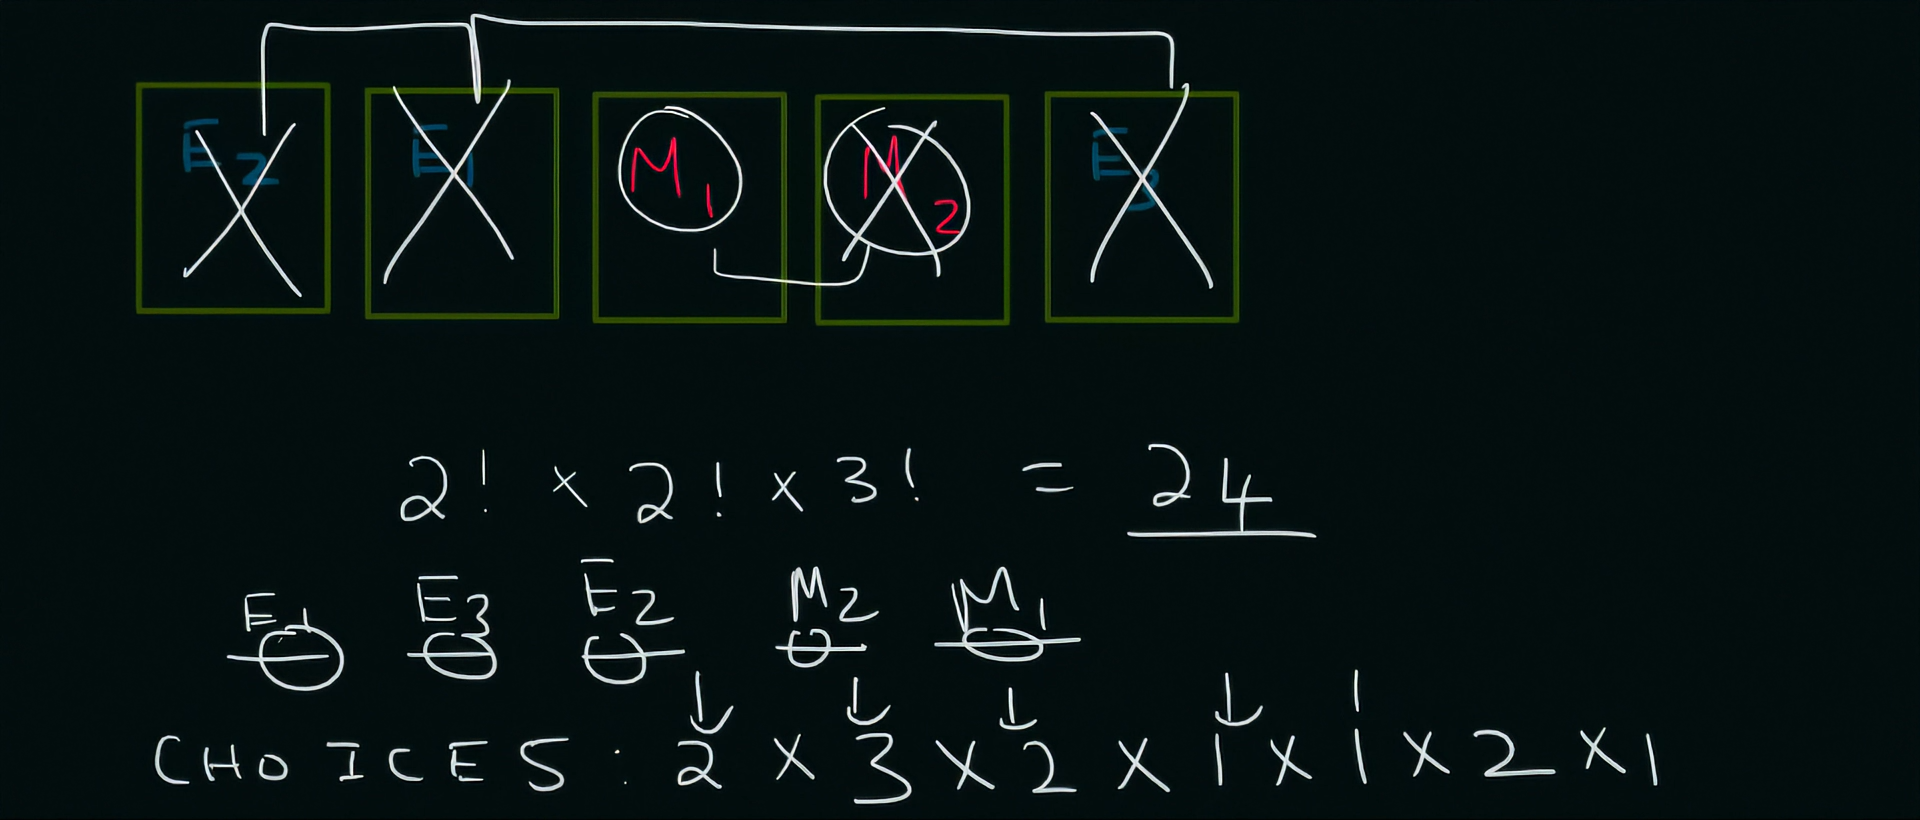 E2 E1 M1 M2 E3
2! × 2! × 3! = 24
E1 E3 E2 M2 M1
CHOICES: 2 × 3 × 2 × 1 × 1 × 2 × 1